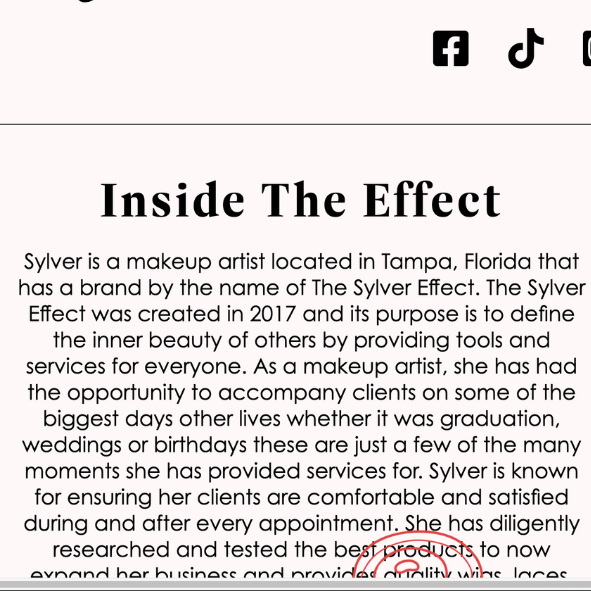 Inside The Effect
Sylver is a makeup artist located in Tampa, Florida that
has a brand by the name of The Sylver Effect. The Sylver
Effect was created in 2017 and its purpose is to define
the inner beauty of others by providing tools and
services for everyone. As a makeup artist, she has had
the opportunity to accompany clients on some of the
biggest days other lives whether it was graduation,
weddings or birthdays these are just a few of the many
moments she has provided services for. Sylver is known
for ensuring her clients are comfortable and satisfied
during and after every appointment. She has diligently
researched and tested the best products to now
expand her business and provides quality wigs, laces